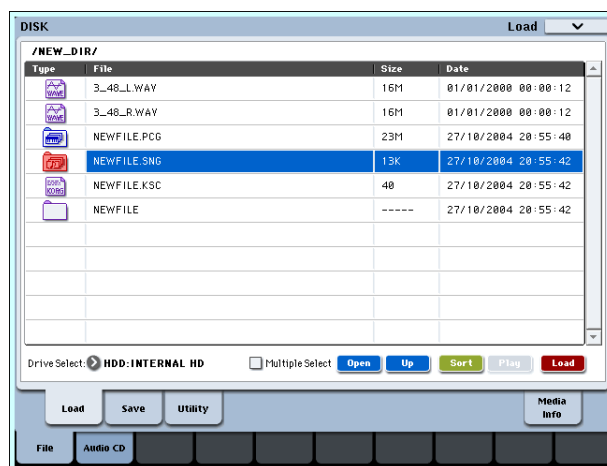 DISK Load
/NEW_DIR/
Type File Size Date
WAVE 3_48_L.WAV 16M 01/01/2000 00:00:12
WAVE 3_48_R.WAV 16M 01/01/2000 00:00:12
NEWFILE.PCG 23M 27/10/2004 20:55:40
NEWFILE.SNG 13K 27/10/2004 20:55:42
KORG NEWFILE.KSC 40 27/10/2004 20:55:42
NEWFILE ----- 27/10/2004 20:55:42
Drive Select: HDD:INTERNAL HD Multiple Select Open Up Sort Play Load
Load Save Utility Media Info
File Audio CD